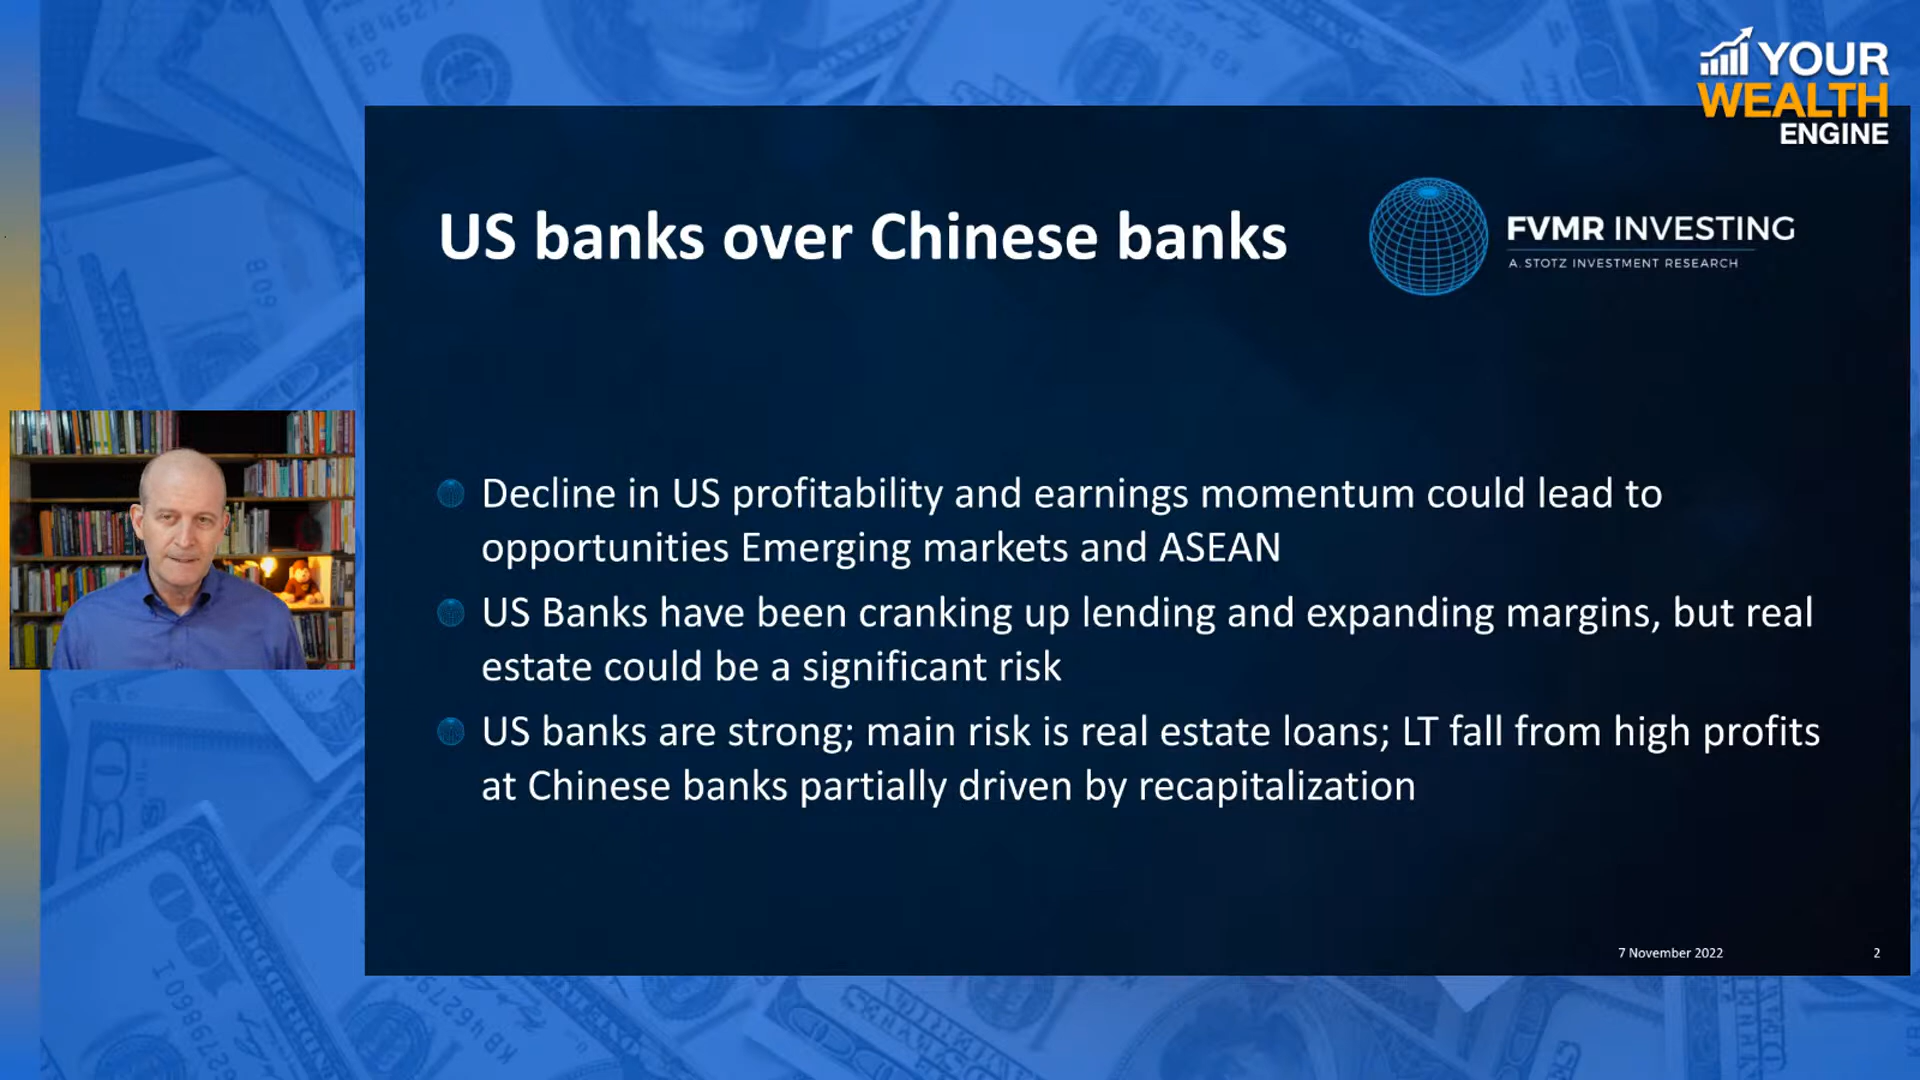 YOUR
WEALTH
ENGINE
US banks over Chinese banks
FVMR INVESTING
A. STOTZ INVESTMENT RESEARCH
Decline in US profitability and earnings momentum could lead to
opportunities Emerging markets and ASEAN
US Banks have been cranking up lending and expanding margins, but real
estate could be a significant risk
US banks are strong; main risk is real estate loans; LT fall from high profits
at Chinese banks partially driven by recapitalization
7 November 2022
2